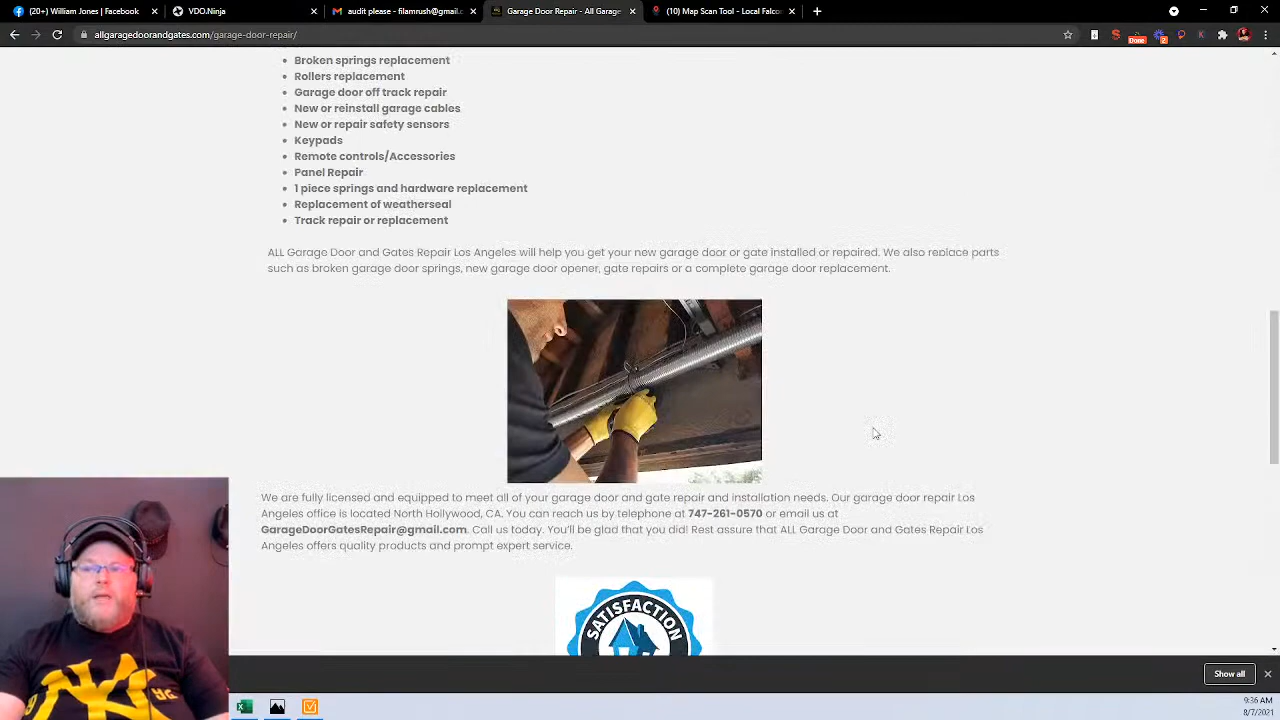 (20+) William Jones | Facebook
VDO.Ninja
audit please - filamrush@gmail.c
Garage Door Repair - All Garage
(10) Map Scan Tool - Local Falco
allgaragedoorandgates.com/garage-door-repair/
Done
2
Broken springs replacement
Rollers replacement
Garage door off track repair
New or reinstall garage cables
New or repair safety sensors
Keypads
Remote controls/Accessories
Panel Repair
1 piece springs and hardware replacement
Replacement of weatherseal
Track repair or replacement
ALL Garage Door and Gates Repair Los Angeles will help you get your new garage door or gate installed or repaired. We also replace parts
such as broken garage door springs, new garage door opener, gate repairs or a complete garage door replacement.
We are fully licensed and equipped to meet all of your garage door and gate repair and installation needs. Our garage door repair Los
Angeles office is located North Hollywood, CA. You can reach us by telephone at 747-261-0570 or email us at
GarageDoorGatesRepair@gmail.com. Call us today. You'll be glad that you did! Rest assure that ALL Garage Door and Gates Repair Los
Angeles offers quality products and prompt expert service.
SATISFACTION
Show all
9:36 AM
8/7/2021